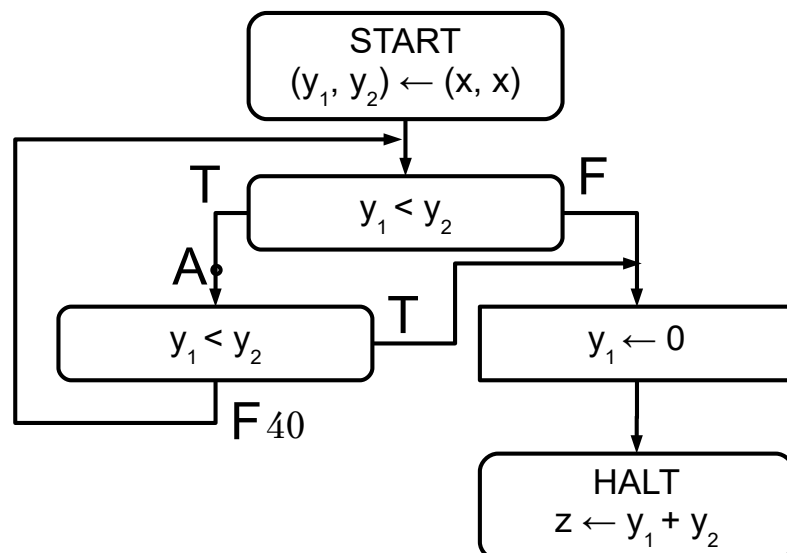 START
(y₁, y₂) ← (x, x)
T
F
y₁ < y₂
A
T
y₁ < y₂
y₁ ← 0
F 40
HALT
z ← y₁ + y₂